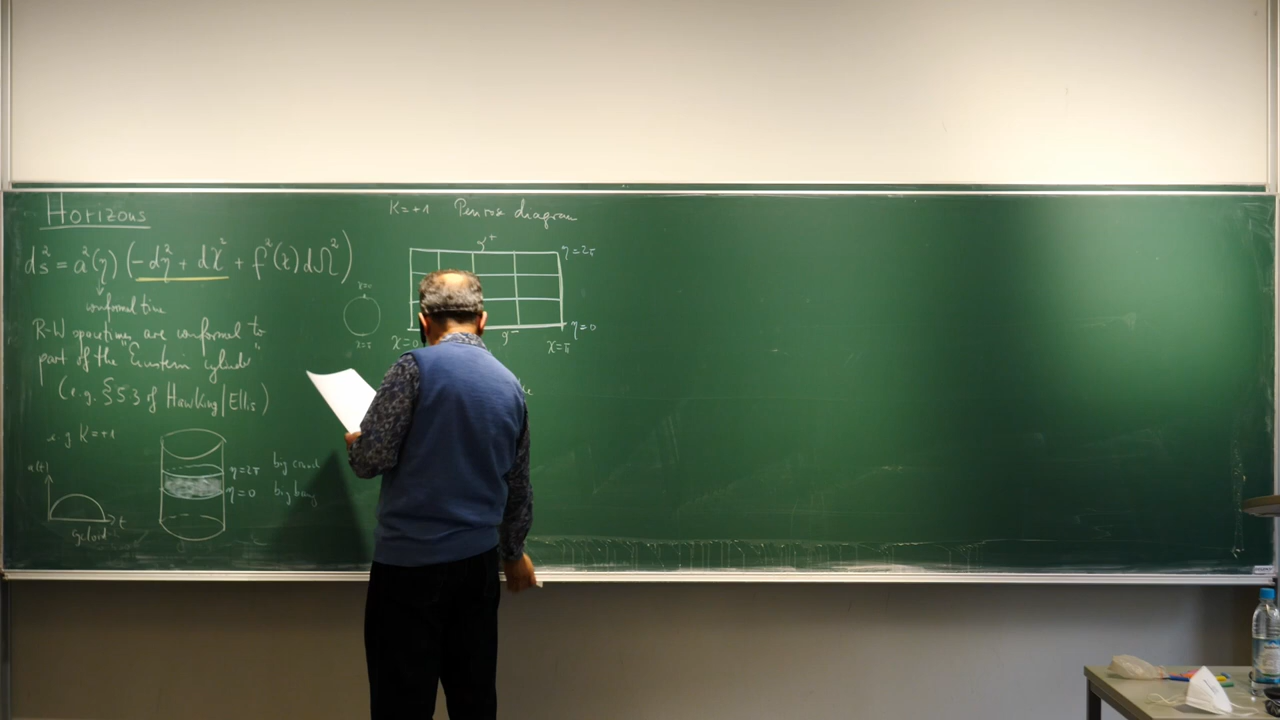 Horizons
ds² = a²(η) (-dη² + dχ² + f²(χ) dΩ²)
conformal time
R-W spacetimes are conformal to
part of the "Einstein cylinder"
(e.g. §5.3 of Hawking/Ellis)
e.g K=+1
a(t)
t
Cycloid
η=2π big crunch
η=0 big bang
K=+1 Penrose diagram
𝓘⁺
η=2π
χ=0
χ=π
η=0
χ=0
𝓘⁻
χ=π